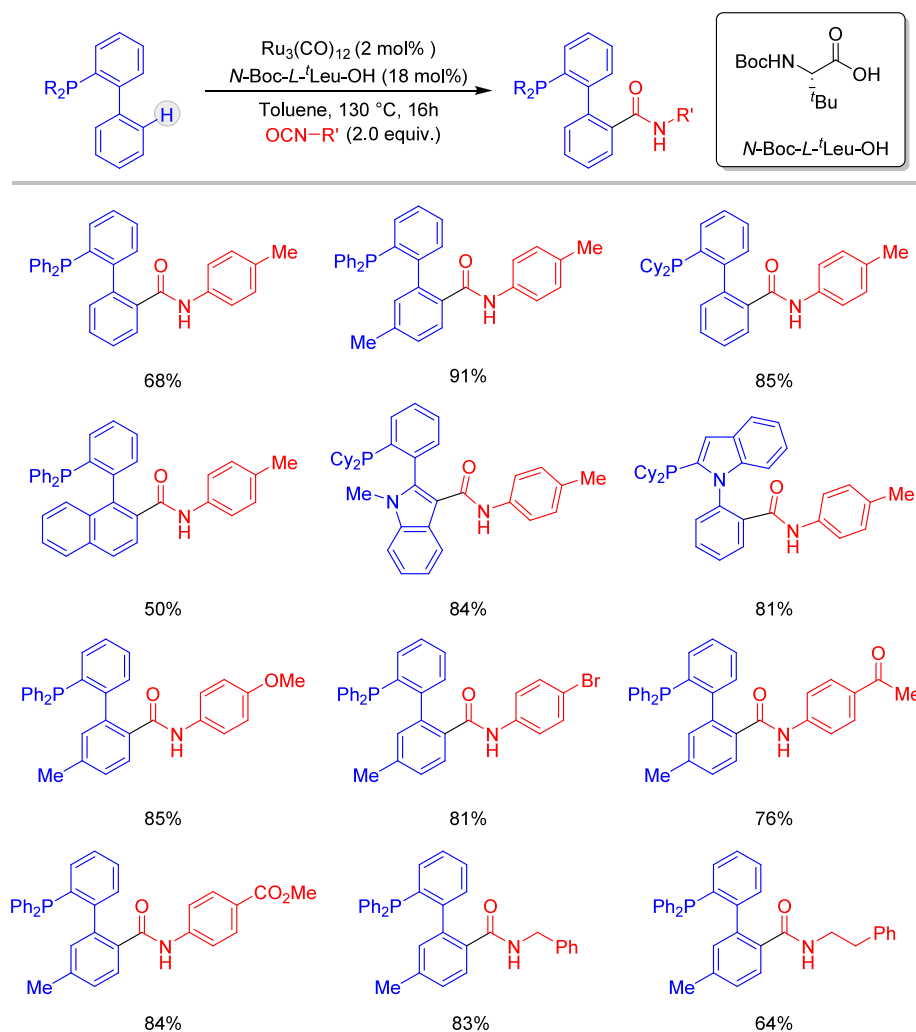 Ru3(CO)12 (2 mol% )
N-Boc-L-tLeu-OH (18 mol%)
Toluene, 130 °C, 16h
OCN−R' (2.0 equiv.)
R2P
H
R2P
O
N
H
R'
BocHN
O
OH
tBu
N-Boc-L-tLeu-OH
Ph2P
O
N
H
Me
68%
Ph2P
O
N
H
Me
Me
91%
Cy2P
O
N
H
Me
85%
Ph2P
O
N
H
Me
50%
Cy2P
Me
N
O
N
H
Me
84%
Cy2P
N
O
N
H
Me
81%
Ph2P
O
N
H
OMe
Me
85%
Ph2P
O
N
H
Br
Me
81%
Ph2P
O
N
H
O
Me
Me
76%
Ph2P
O
N
H
CO2Me
Me
84%
Ph2P
O
N
H
Ph
Me
83%
Ph2P
O
N
H
Ph
Me
64%